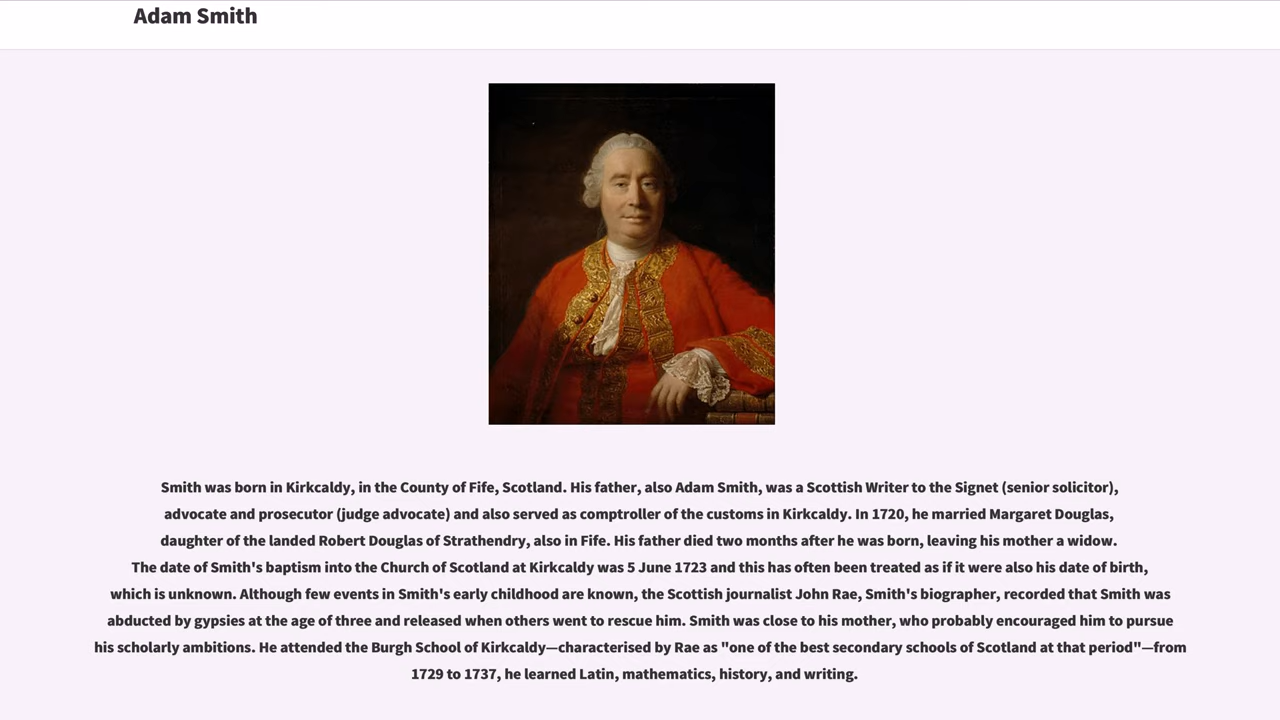 Adam Smith
Smith was born in Kirkcaldy, in the County of Fife, Scotland. His father, also Adam Smith, was a Scottish Writer to the Signet (senior solicitor),
advocate and prosecutor (judge advocate) and also served as comptroller of the customs in Kirkcaldy. In 1720, he married Margaret Douglas,
daughter of the landed Robert Douglas of Strathendry, also in Fife. His father died two months after he was born, leaving his mother a widow.
The date of Smith's baptism into the Church of Scotland at Kirkcaldy was 5 June 1723 and this has often been treated as if it were also his date of birth,
which is unknown. Although few events in Smith's early childhood are known, the Scottish journalist John Rae, Smith's biographer, recorded that Smith was
abducted by gypsies at the age of three and released when others went to rescue him. Smith was close to his mother, who probably encouraged him to pursue
his scholarly ambitions. He attended the Burgh School of Kirkcaldy—characterised by Rae as "one of the best secondary schools of Scotland at that period"—from
1729 to 1737, he learned Latin, mathematics, history, and writing.